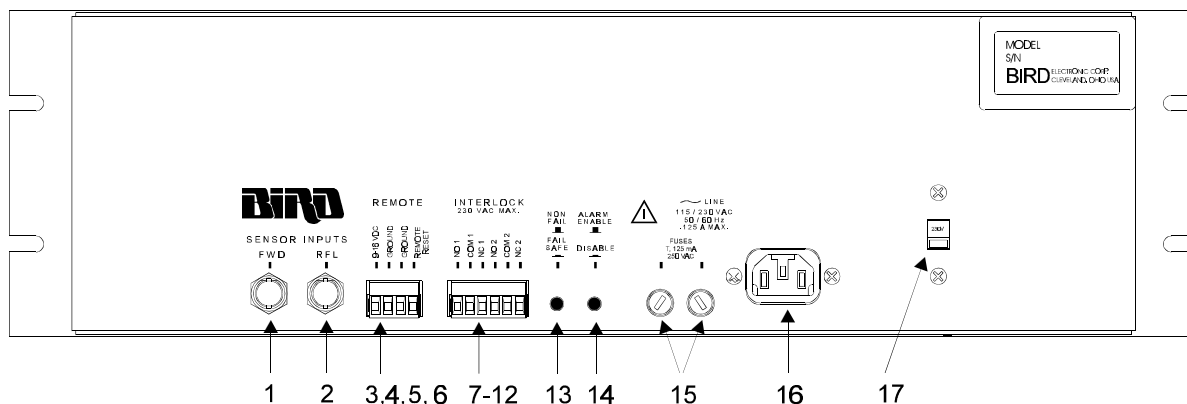 MODEL
S/N
BIRD ELECTRONIC CORP.
CLEVELAND, OHIO USA
BIRD
SENSOR INPUTS
FWD
RFL
REMOTE
9-16 VDC
GROUND
GROUND
REMOTE
RESET
INTERLOCK
230 VAC MAX.
NO 1
COM 1
NC 1
NO 2
COM 2
NC 2
NON
FAIL
FAIL
SAFE
ALARM
ENABLE
DISABLE
LINE
115 / 230 VAC
50 / 60 Hz
.125 A MAX.
FUSES
T, 125 mA
250 VAC
230V
1
2
3,4,5, 6
7-12
13
14
15
16
17